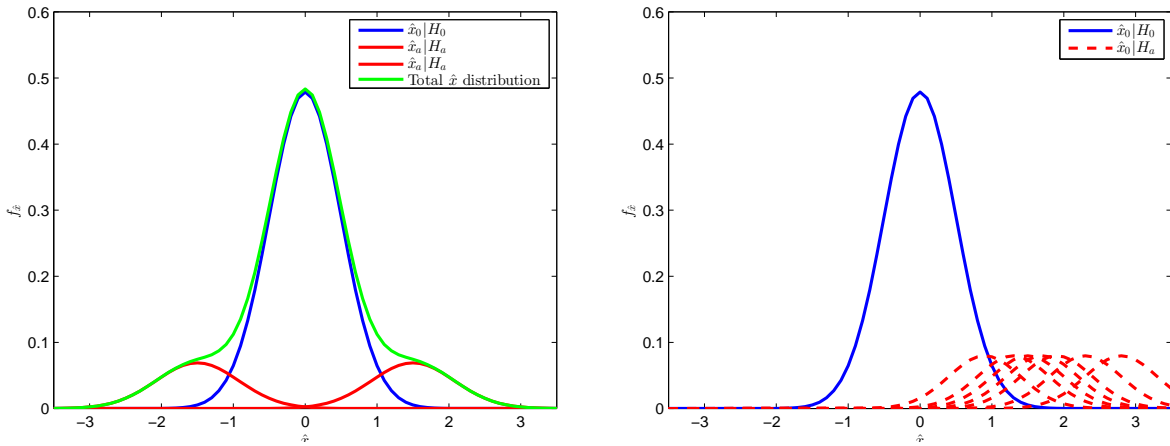 0.6
0.5
0.4
0.3
0.2
0.1
0
−3
−2
−1
0
1
2
3
f_x̂
x̂
x̂₀|H₀
x̂ₐ|Hₐ
x̂ₐ|Hₐ
Total x̂ distribution
0.6
0.5
0.4
0.3
0.2
0.1
0
−3
−2
−1
0
1
2
3
f_x̂
x̂
x̂₀|H₀
x̂₀|Hₐ